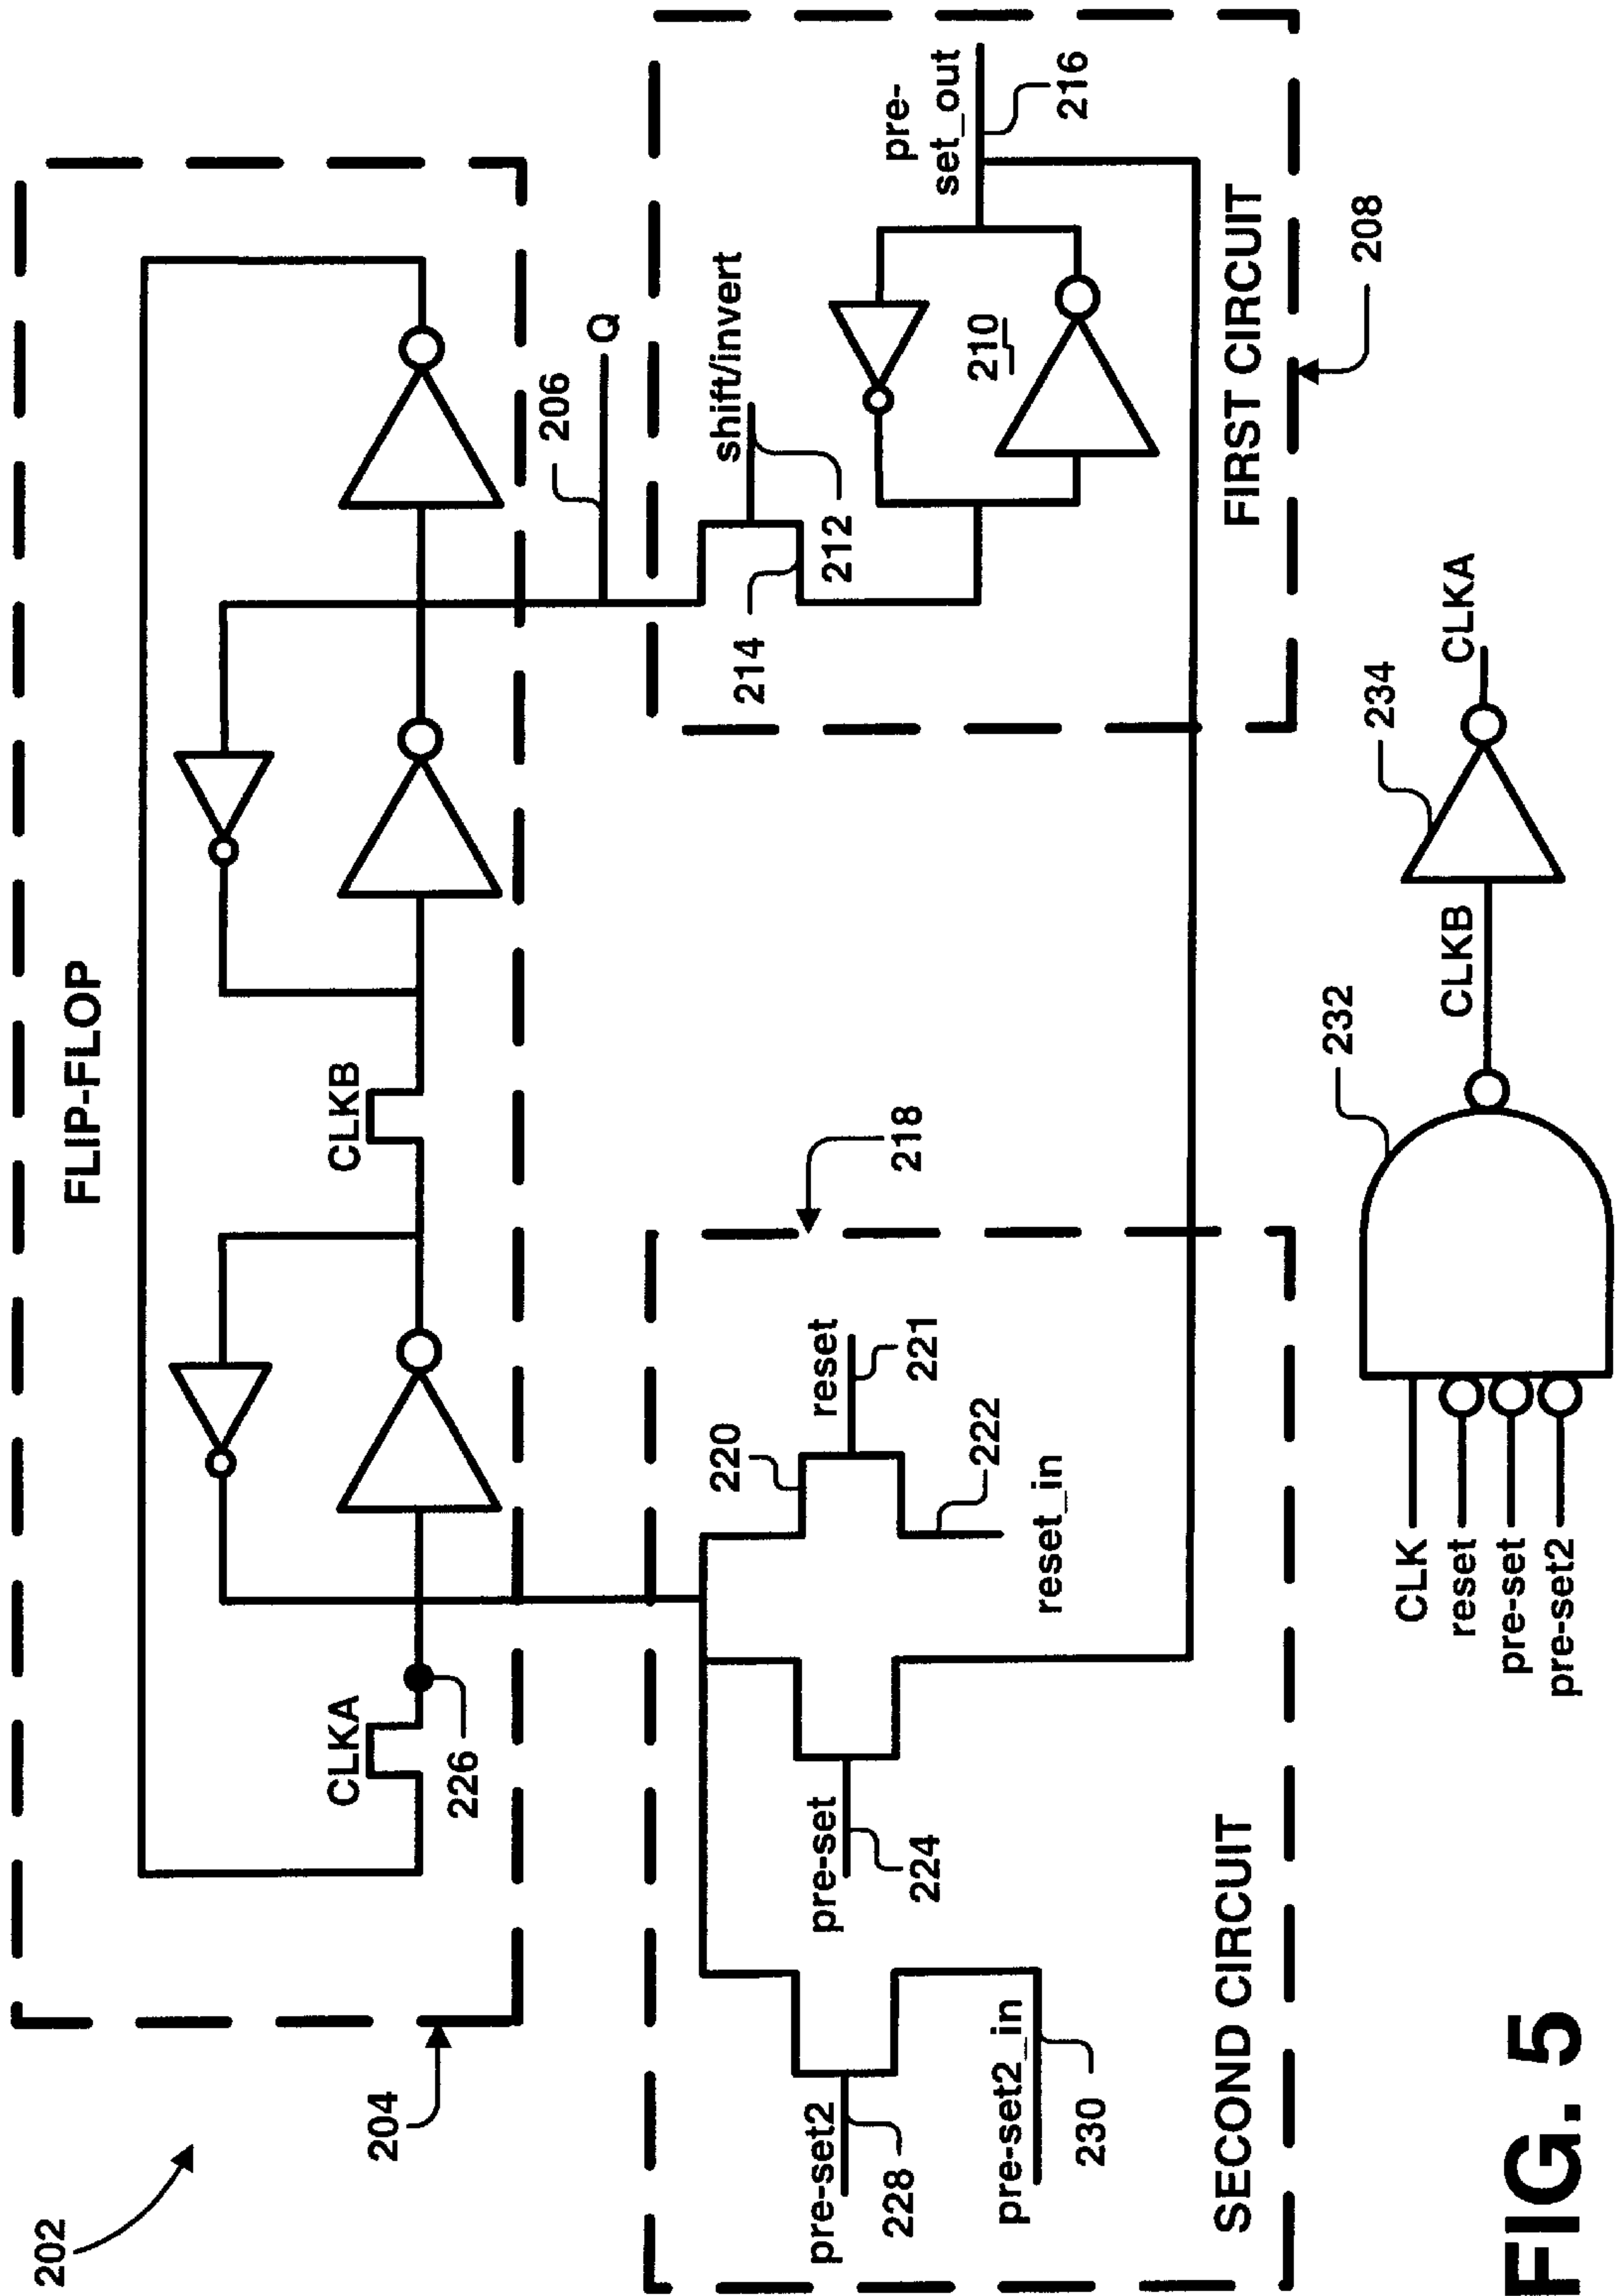 202
204
FLIP-FLOP
CLKA
226
CLKB
206
Q
218
pre-set2
228
pre-set2_in
230
pre-set
224
220
reset
221
222
reset_in
SECOND CIRCUIT
shift/invert
214
212
210
pre-
set_out
216
FIRST CIRCUIT
208
CLK
reset
pre-set
pre-set2
232
CLKB
234
CLKA
FIG. 5